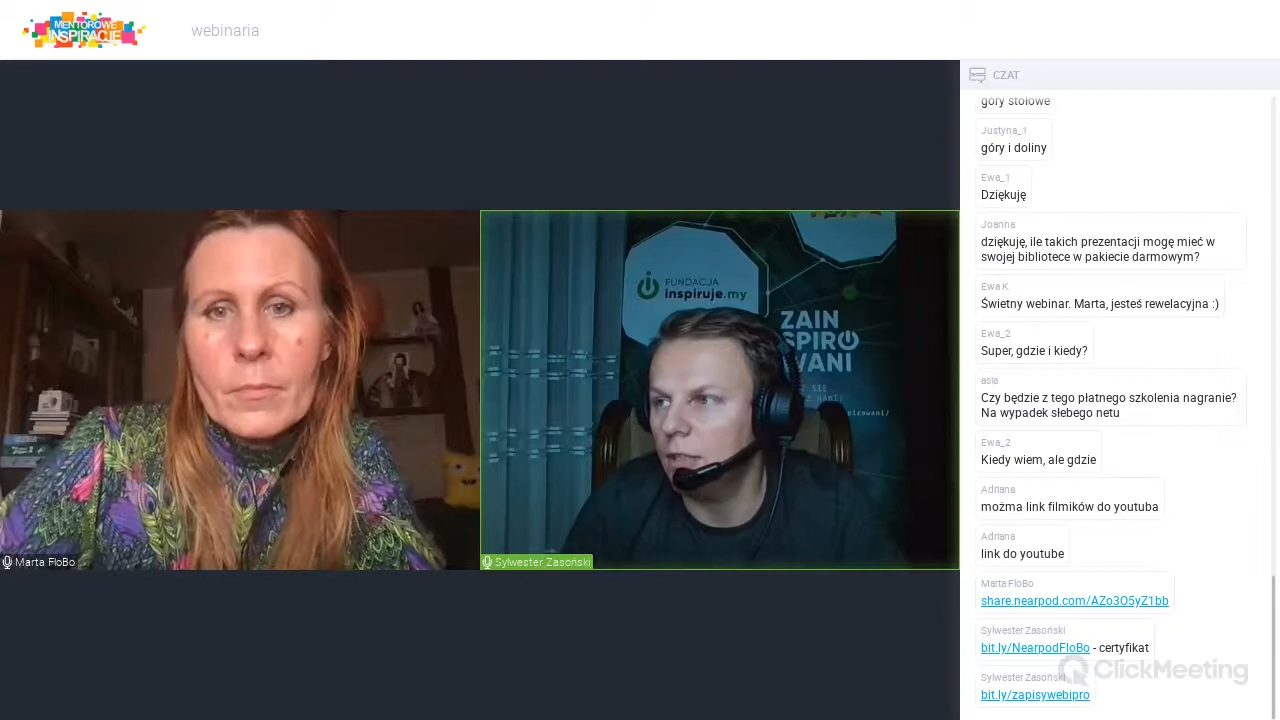 MENTOROWE
INSPIRACJE
webinaria
CZAT
góry stołowe
Justyna_1
góry i doliny
Ewa_1
Dziękuję
Joanna
dziękuję, ile takich prezentacji mogę mieć w
swojej bibliotece w pakiecie darmowym?
Ewa K.
Świetny webinar. Marta, jesteś rewelacyjna :)
Ewa_2
Super, gdzie i kiedy?
asia
Czy będzie z tego płatnego szkolenia nagranie?
Na wypadek słebego netu
Ewa_2
Kiedy wiem, ale gdzie
Adriana
możma link filmików do youtuba
Adriana
link do youtube
Marta FloBo
share.nearpod.com/AZo3O5yZ1bb
Sylwester Zasoński
bit.ly/NearpodFloBo - certyfikat
Sylwester Zasoński
bit.ly/zapisywebipro
ClickMeeting
FUNDACJA
inspiruje.my
ZAIN
SPIRO
WANI
Marta FloBo
Sylwester Zasoński